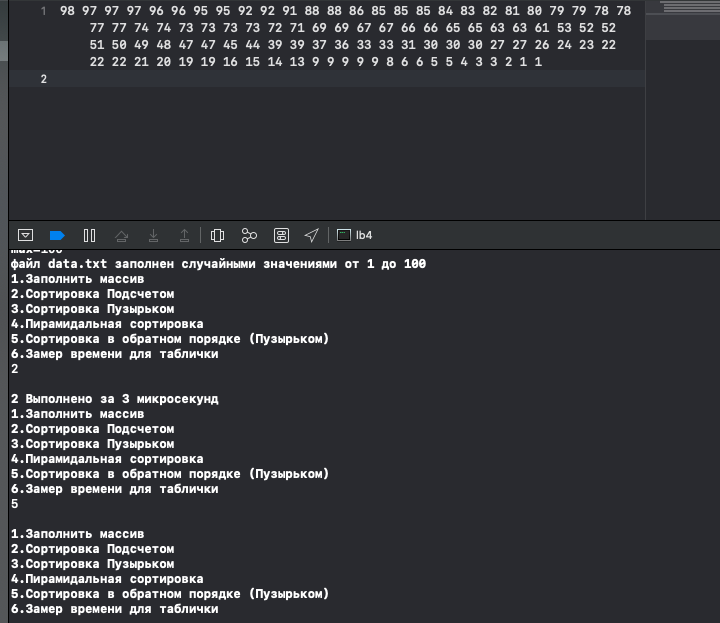 1 98 97 97 97 96 96 95 95 92 92 91 88 88 86 85 85 85 84 83 82 81 80 79 79 78 78
77 77 74 74 73 73 73 73 72 71 69 69 67 67 66 66 65 65 63 63 61 53 52 52
51 50 49 48 47 47 45 44 39 39 37 36 33 33 31 30 30 30 27 27 26 24 23 22
22 22 21 20 19 19 16 15 14 13 9 9 9 9 9 8 6 6 5 5 4 3 3 2 1 1
2
lb4
max=100
файл data.txt заполнен случайными значениями от 1 до 100
1.Заполнить массив
2.Сортировка Подсчетом
3.Сортировка Пузырьком
4.Пирамидальная сортировка
5.Сортировка в обратном порядке (Пузырьком)
6.Замер времени для таблички
2
2 Выполнено за 3 микросекунд
1.Заполнить массив
2.Сортировка Подсчетом
3.Сортировка Пузырьком
4.Пирамидальная сортировка
5.Сортировка в обратном порядке (Пузырьком)
6.Замер времени для таблички
5
1.Заполнить массив
2.Сортировка Подсчетом
3.Сортировка Пузырьком
4.Пирамидальная сортировка
5.Сортировка в обратном порядке (Пузырьком)
6.Замер времени для таблички